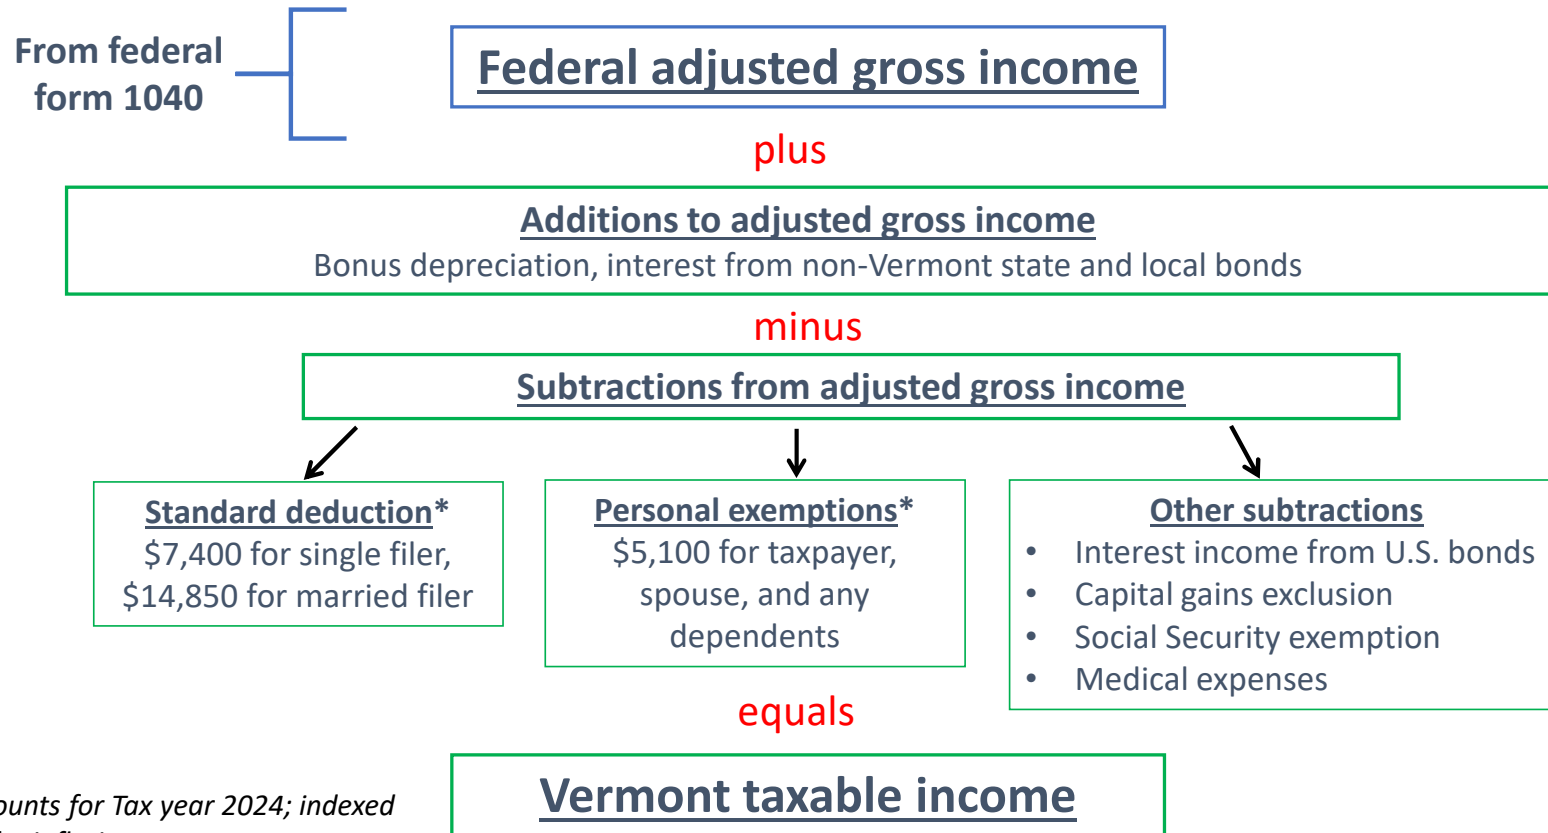 From federal
form 1040
Federal adjusted gross income
plus
Additions to adjusted gross income
Bonus depreciation, interest from non-Vermont state and local bonds
minus
Subtractions from adjusted gross income
Standard deduction*
$7,400 for single filer,
$14,850 for married filer
Personal exemptions*
$5,100 for taxpayer,
spouse, and any
dependents
Other subtractions
• Interest income from U.S. bonds
• Capital gains exclusion
• Social Security exemption
• Medical expenses
equals
Vermont taxable income
for Tax year 2024; indexed